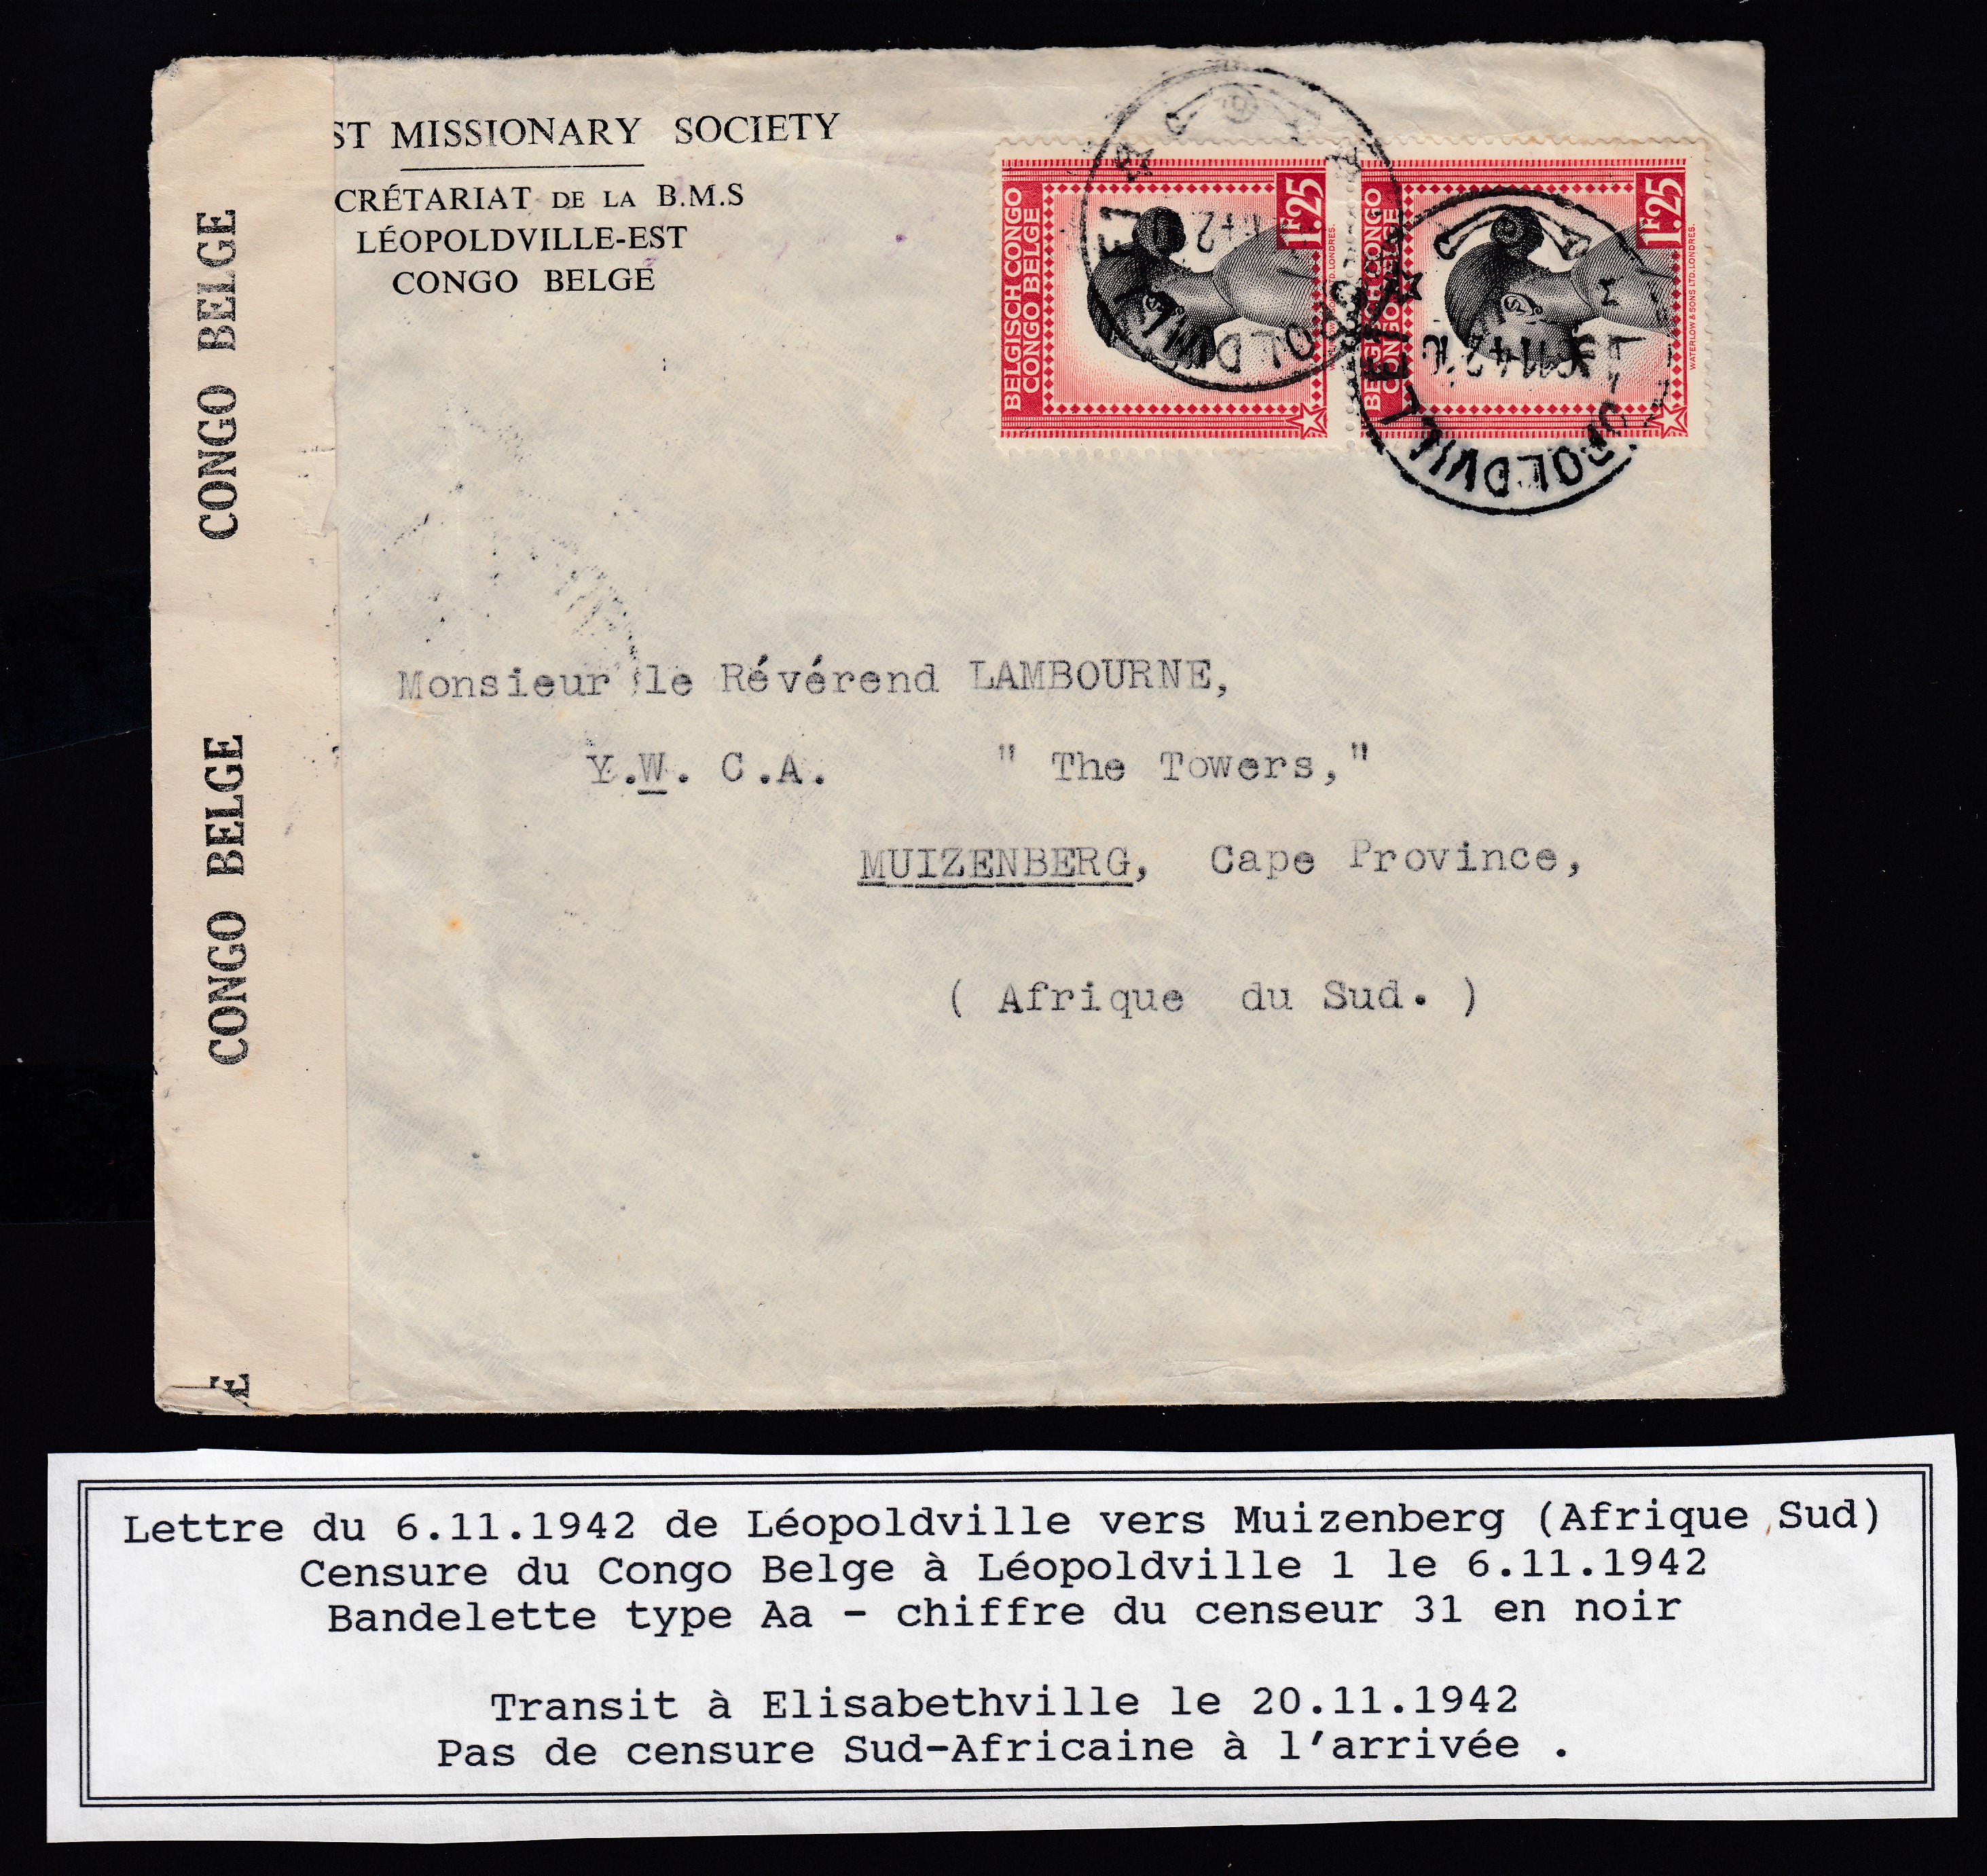 ST MISSIONARY SOCIETY
CRÉTARIAT DE LA B.M.S
LÉOPOLDVILLE-EST
CONGO BELGE
CONGO BELGE
CONGO BELGE
E
BELGISCH CONGO
CONGO BELGE
1F25
BELGISCH CONGO
CONGO BELGE
1F25
WATERLOW & SONS LTD. LONDRES.
LEOPOLDVILLE
LEOPOLDVILLE
Monsieur le Révérend LAMBOURNE,
Y.W. C.A. " The Towers,"
MUIZENBERG, Cape Province,
( Afrique du Sud. )
Lettre du 6.11.1942 de Léopoldville vers Muizenberg (Afrique Sud)
Censure du Congo Belge à Léopoldville 1 le 6.11.1942
Bandelette type Aa - chiffre du censeur 31 en noir
Transit à Elisabethville le 20.11.1942
Pas de censure Sud-Africaine à l'arrivée .